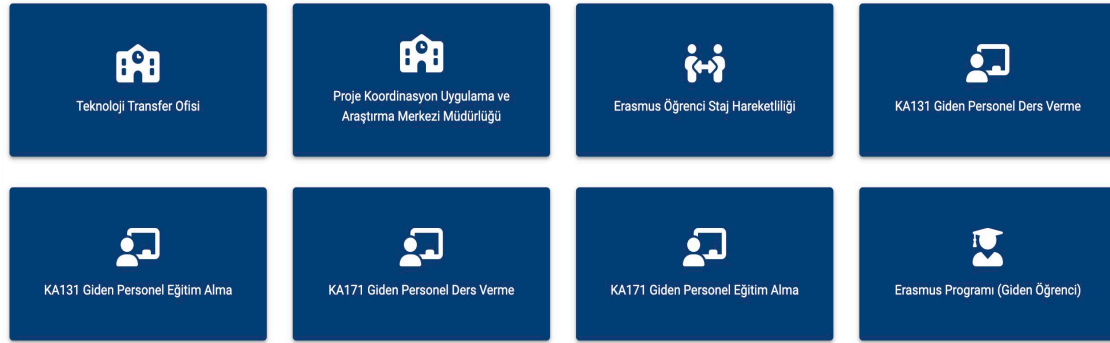 Teknoloji Transfer Ofisi
Proje Koordinasyon Uygulama ve
Araştırma Merkezi Müdürlüğü
Erasmus Öğrenci Staj Hareketliliği
KA131 Giden Personel Ders Verme
KA131 Giden Personel Eğitim Alma
KA171 Giden Personel Ders Verme
KA171 Giden Personel Eğitim Alma
Erasmus Programı (Giden Öğrenci)